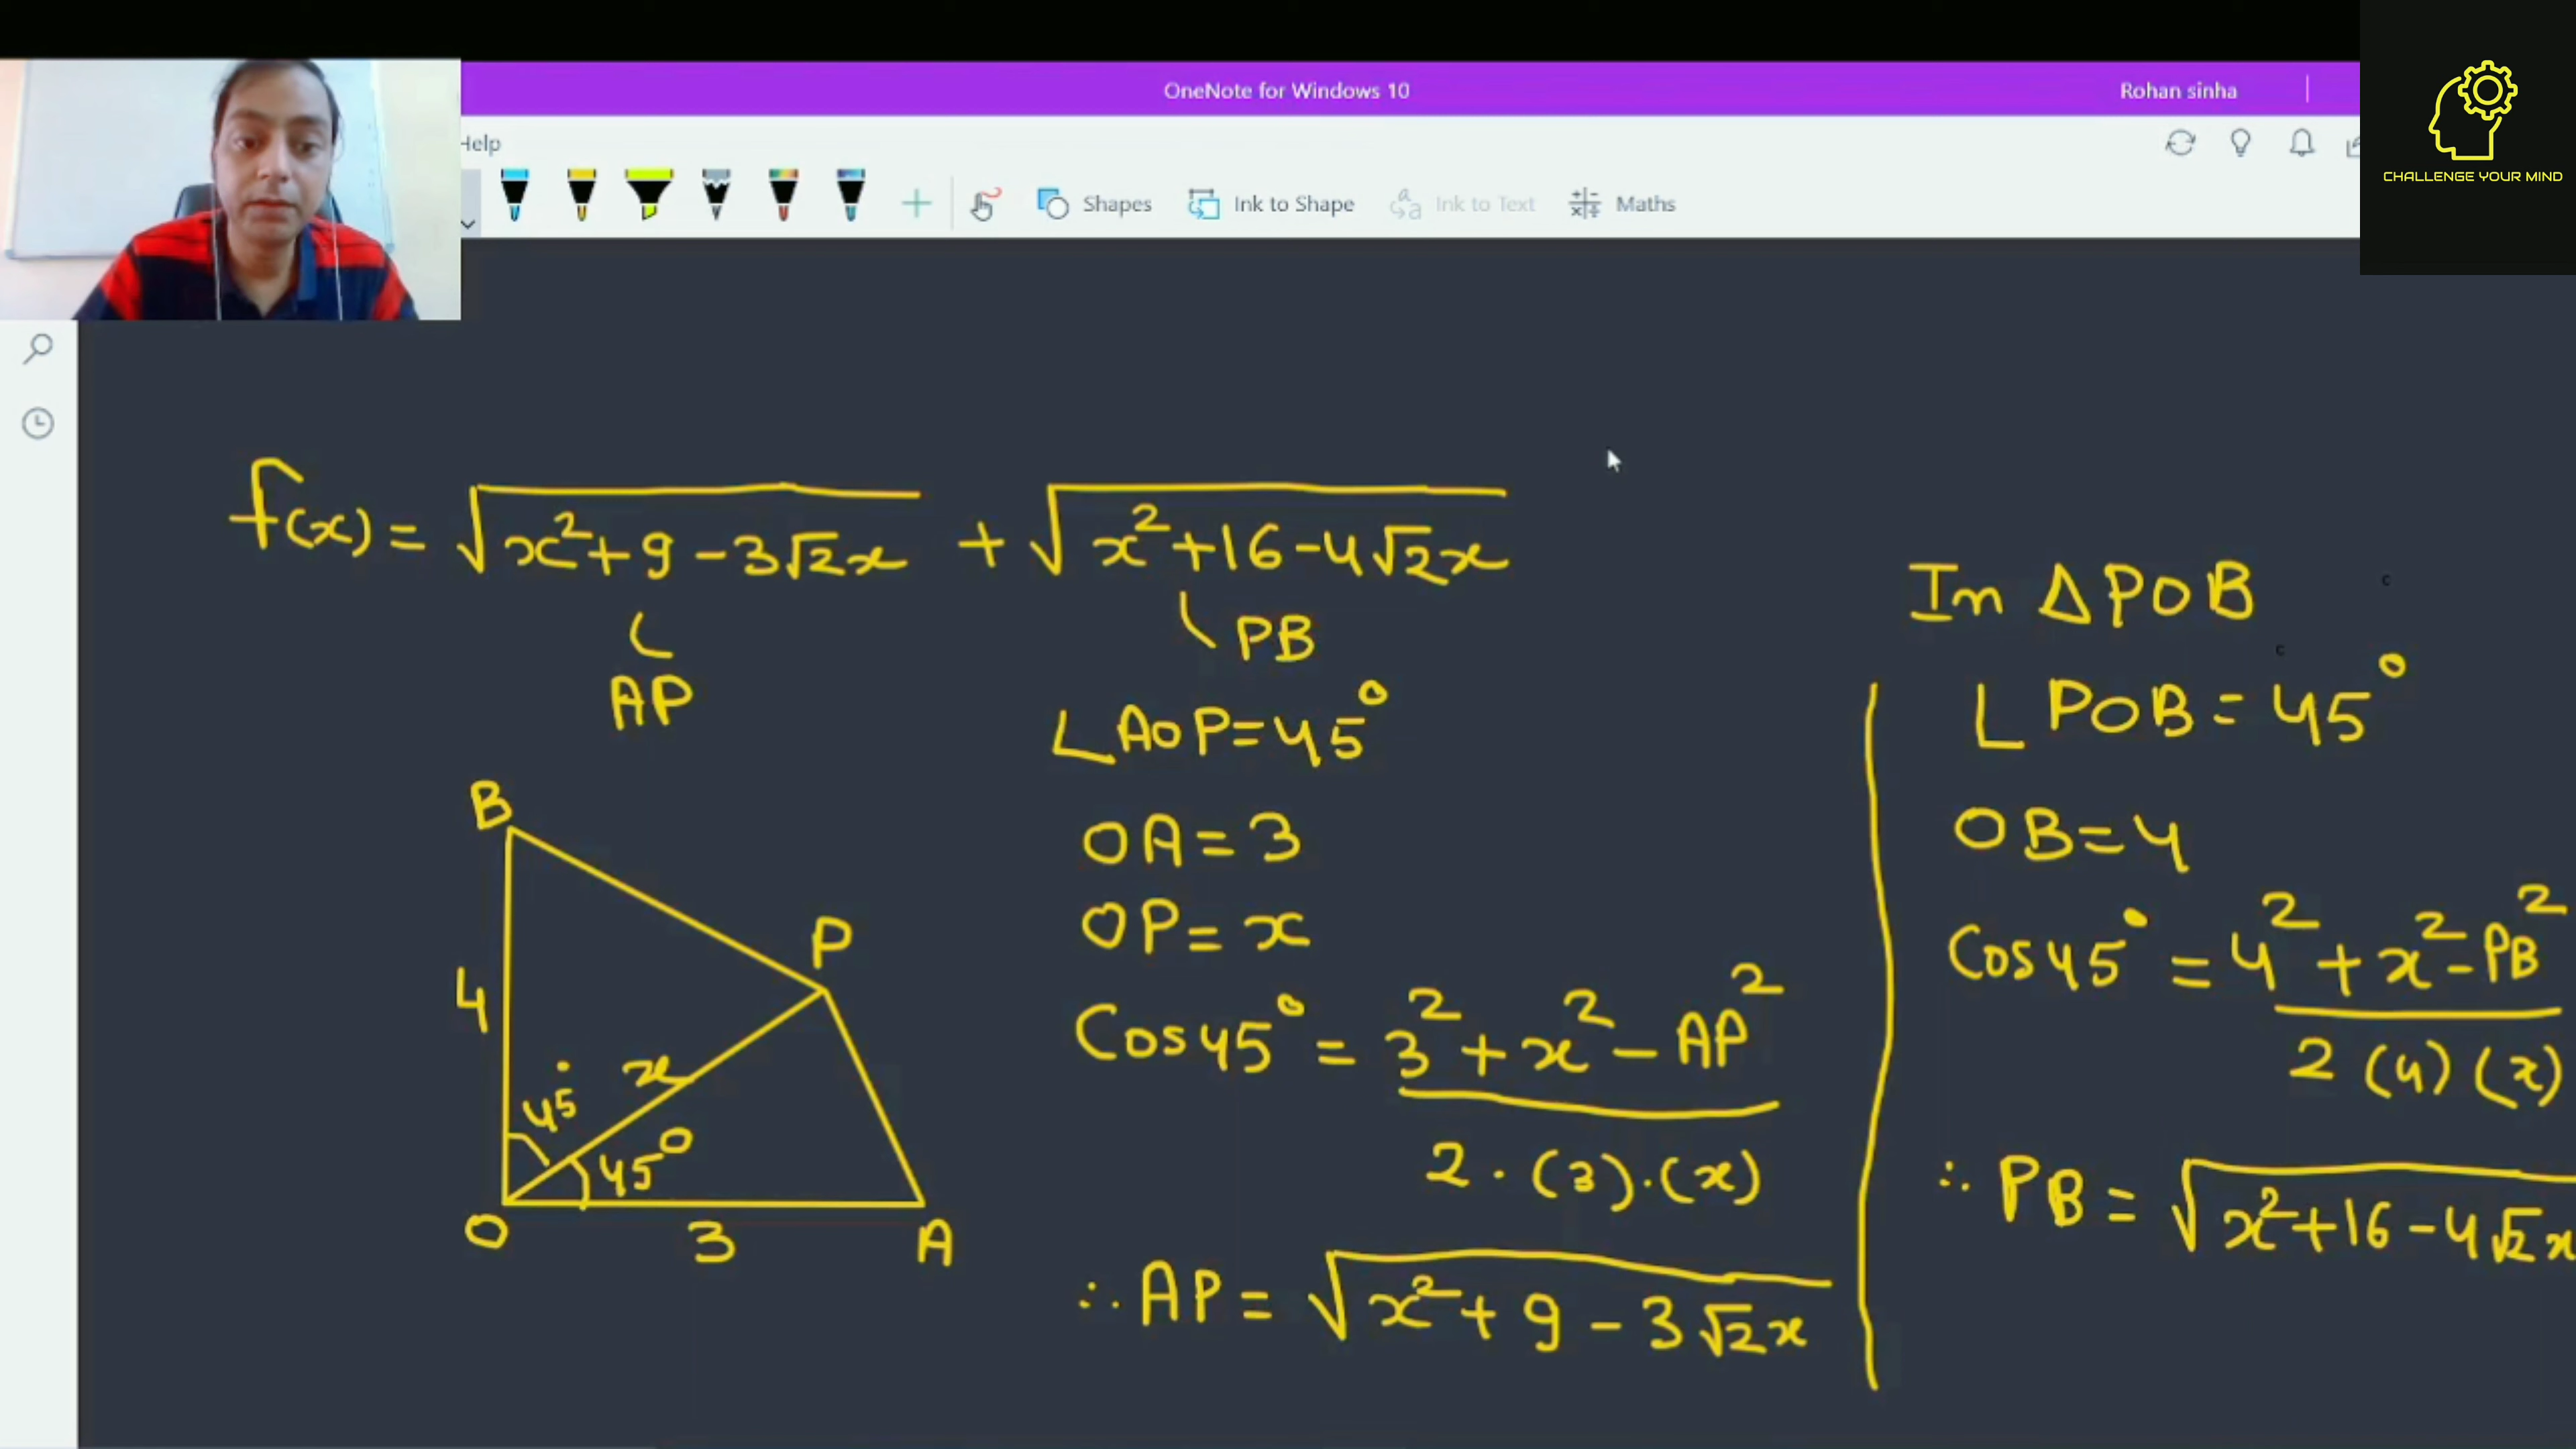 OneNote for Windows 10
Rohan sinha
CHALLENGE YOUR MIND
Help
Shapes
Ink to Shape
Ink to Text
Maths
f(x) = √(x² + 9 - 3√2x) + √(x² + 16 - 4√2x)
AP
PB
∠AOP = 45°
OA = 3
OP = x
Cos45° = 3² + x² - AP²
2 · (3) · (x)
∴ AP = √(x² + 9 - 3√2x)
B
P
4
x
45°
45°
O
3
A
In △POB
∠POB = 45°
OB = 4
Cos45° = 4² + x² - PB²
2 (4) (x)
∴ PB = √(x² + 16 - 4√2x